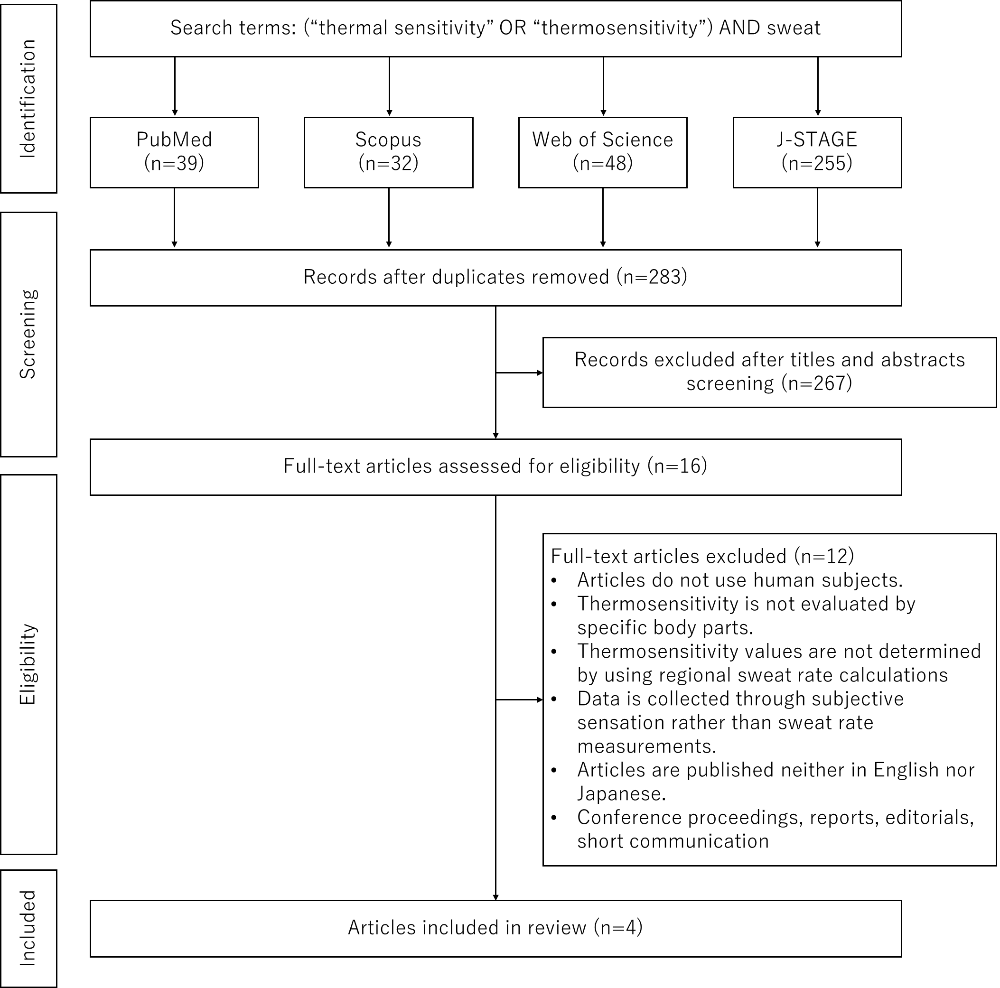 Identification
Search terms: (“thermal sensitivity” OR “thermosensitivity”) AND sweat
PubMed
(n=39)
Scopus
(n=32)
Web of Science
(n=48)
J-STAGE
(n=255)
Screening
Records after duplicates removed (n=283)
Records excluded after titles and abstracts
screening (n=267)
Full-text articles assessed for eligibility (n=16)
Eligibility
Full-text articles excluded (n=12)
• Articles do not use human subjects.
• Thermosensitivity is not evaluated by
specific body parts.
• Thermosensitivity values are not determined
by using regional sweat rate calculations
• Data is collected through subjective
sensation rather than sweat rate
measurements.
• Articles are published neither in English nor
Japanese.
• Conference proceedings, reports, editorials,
short communication
Included
Articles included in review (n=4)